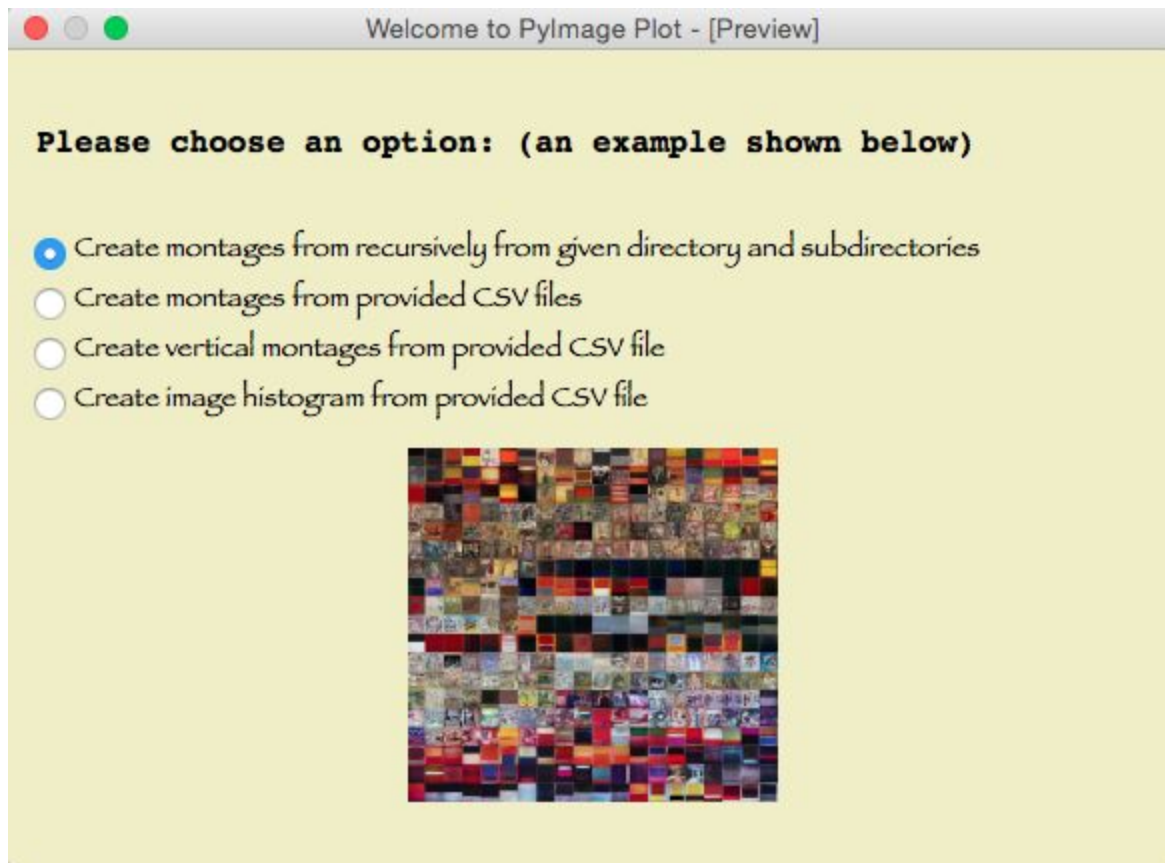 Welcome to PyImage Plot - [Preview]
Please choose an option: (an example shown below)
Create montages from recursively from given directory and subdirectories
Create montages from provided CSV files
Create vertical montages from provided CSV file
Create image histogram from provided CSV file